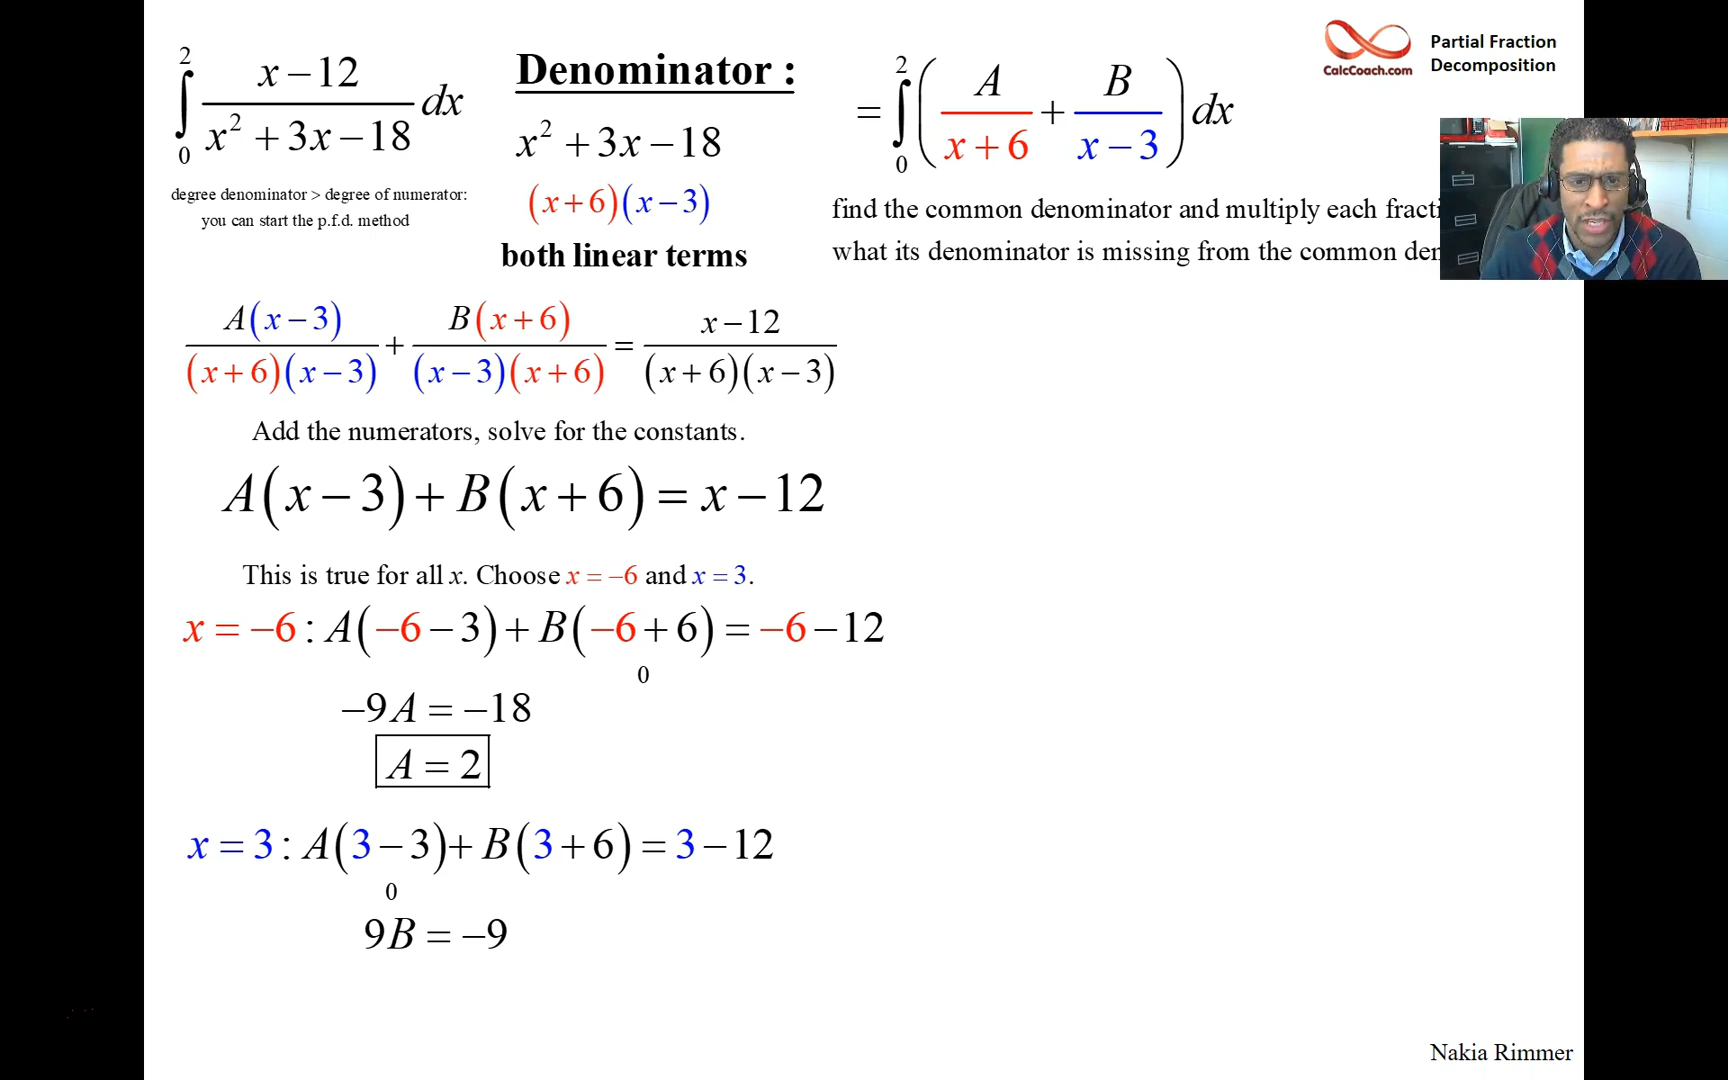 ∫₀² (x − 12)/(x² + 3x − 18) dx
degree denominator > degree of numerator:
you can start the p.f.d. method
Denominator :
x² + 3x − 18
(x + 6)(x − 3)
both linear terms
= ∫₀² ( A/(x + 6) + B/(x − 3) ) dx
find the common denominator and multiply each fracti
what its denominator is missing from the common den
CalcCoach.com
Partial Fraction
Decomposition
A(x − 3)/((x + 6)(x − 3)) + B(x + 6)/((x − 3)(x + 6)) = (x − 12)/((x + 6)(x − 3))
Add the numerators, solve for the constants.
A(x − 3) + B(x + 6) = x − 12
This is true for all x. Choose x = −6 and x = 3.
x = −6 : A(−6 − 3) + B(−6 + 6) = −6 − 12
0
−9A = −18
A = 2
x = 3 : A(3 − 3) + B(3 + 6) = 3 − 12
0
9B = −9
Nakia Rimmer